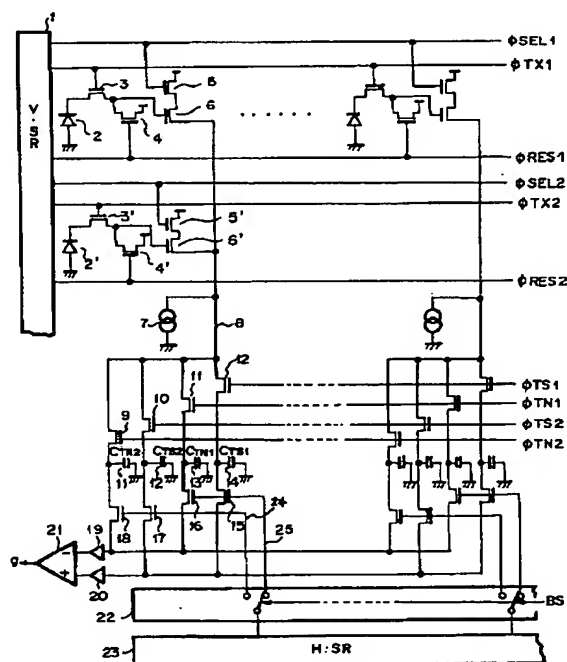 1
φSEL1
φTX1
3
5
6
V·SR
2
4
φRES1
φSEL2
φTX2
3'
5'
6'
2'
4'
φRES2
7
8
12
11
φTS1
10
φTN1
9
φTS2
φTN2
CTN2
CTS2
CTN1
CTS1
11
12
13
14
24
16
15
25
18
17
21
19
g
20
22
BS
23
H:SR